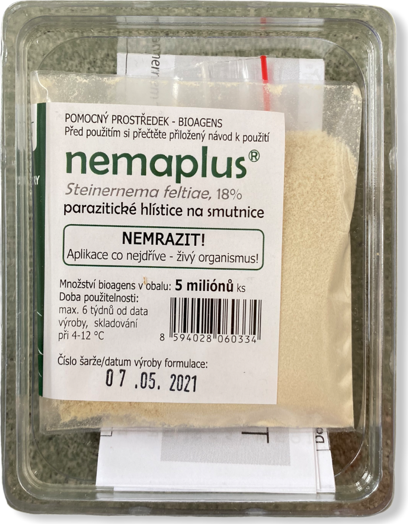 POMOCNÝ PROSTŘEDEK - BIOAGENS
Před použitím si přečtěte přiložený návod k použití
nemaplus®
Steinernema feltiae, 18%
parazitické hlístice na smutnice
NEMRAZIT!
Aplikace co nejdříve - živý organismus!
Množství bioagens v obalu: 5 miliónů ks
Doba použitelnosti:
max. 6 týdnů od data
výroby, skladování
při 4-12 °C
8 594028 060334
Číslo šarže/datum výroby formulace:
07 .05. 2021